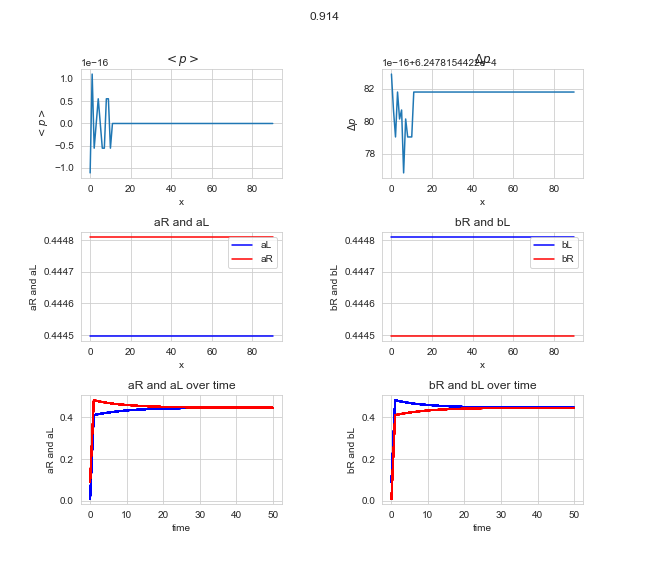 0.914
< p >
Δp
1e−16
1e−16+6.2478154422e−4
1.0
0.5
0.0
−0.5
−1.0
< p >
0 20 40 60 80
x
82
80
78
Δp
0 20 40 60 80
x
aR and aL
bR and bL
0.4448
0.4447
0.4446
0.4445
aR and aL
aL
aR
0 20 40 60 80
x
0.4448
0.4447
0.4446
0.4445
bR and bL
bL
bR
0 20 40 60 80
x
aR and aL over time
bR and bL over time
0.4
0.2
0.0
aR and aL
0 10 20 30 40 50
time
0.4
0.2
0.0
bR and bL
0 10 20 30 40 50
time